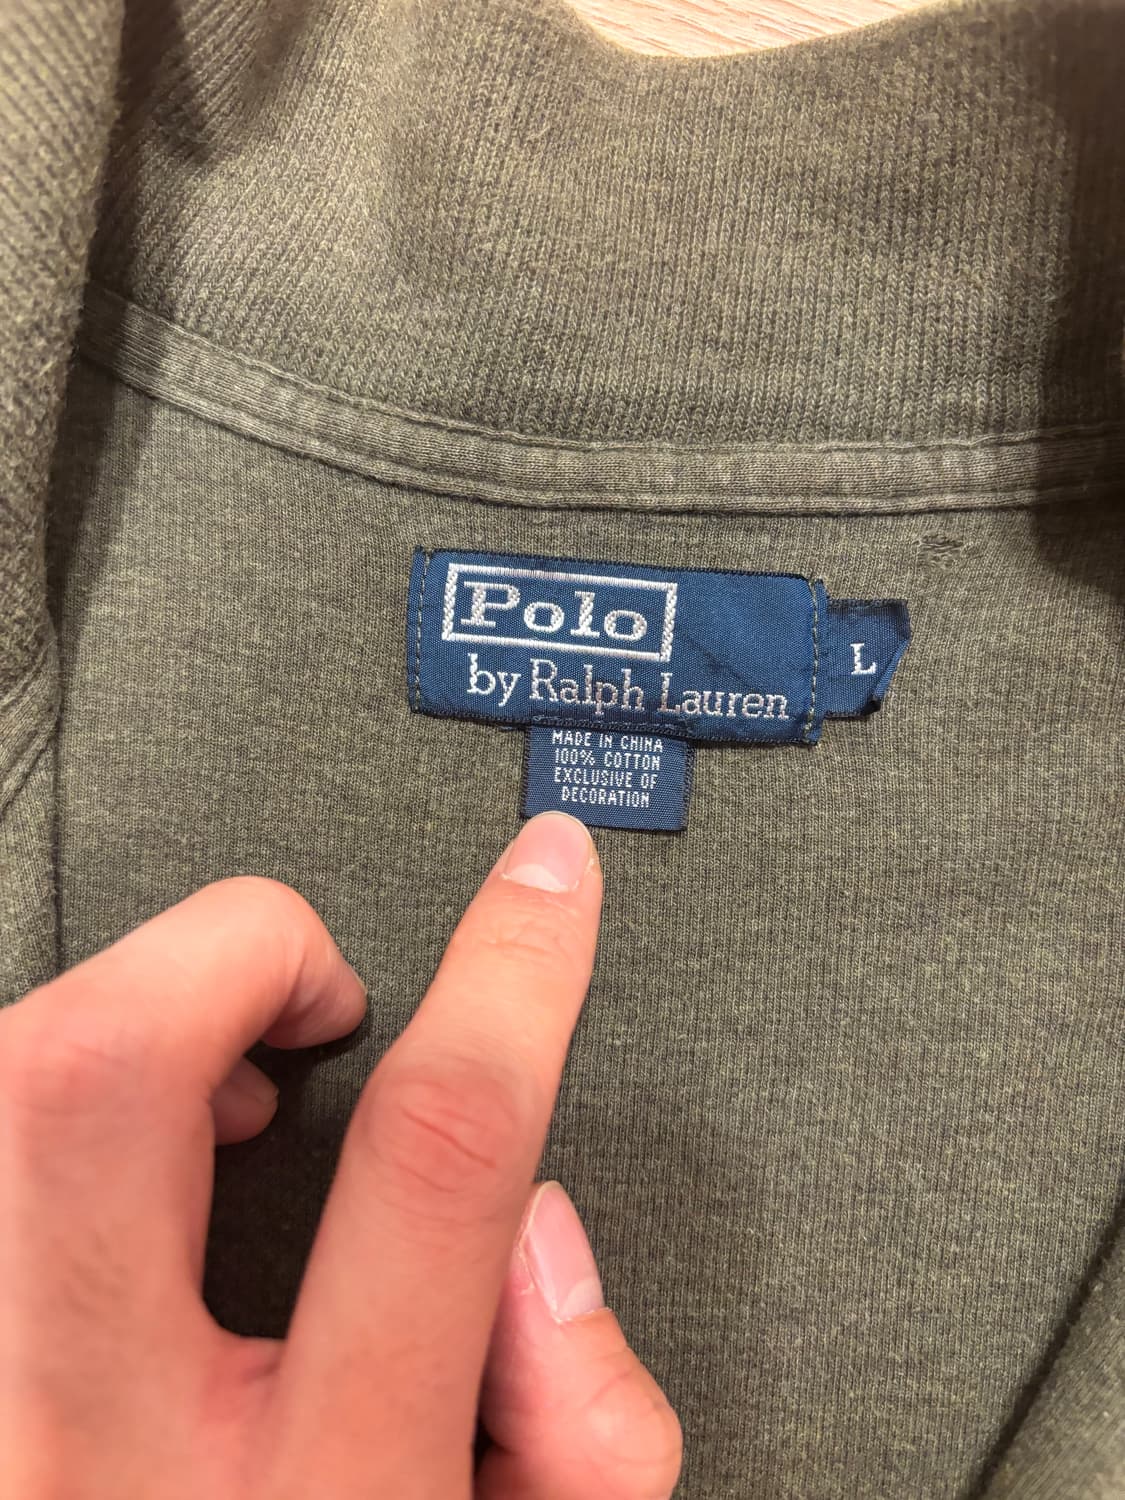 Polo
by Ralph Lauren
L
MADE IN CHINA
100% COTTON
EXCLUSIVE OF
DECORATION